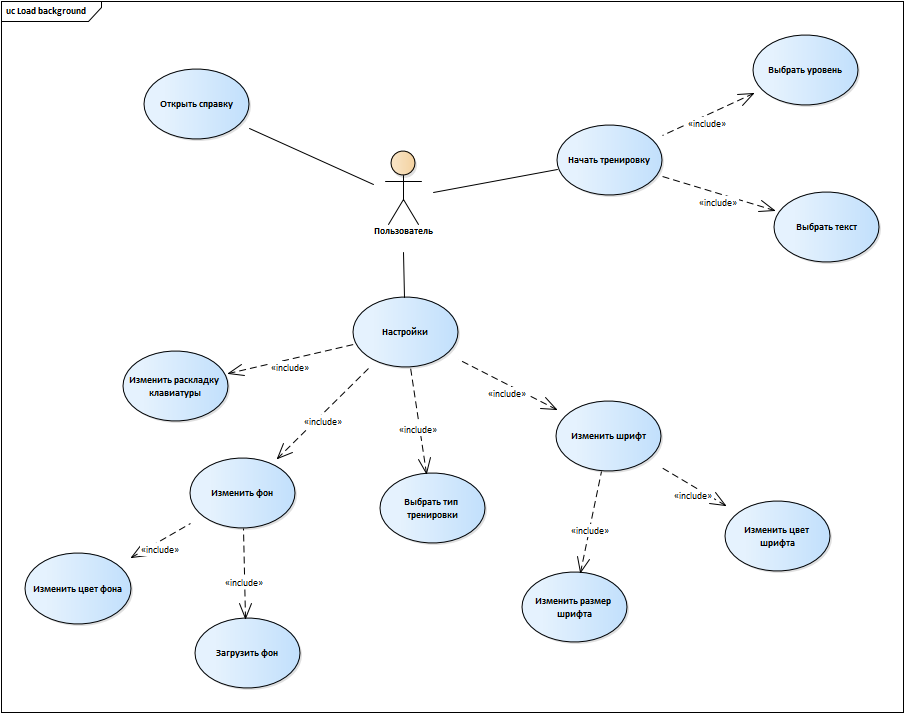 uc Load background
Выбрать уровень
Открыть справку
«include»
Начать тренировку
«include»
Выбрать текст
Пользователь
Настройки
«include»
Изменить раскладку
клавиатуры
«include»
«include»
«include»
Изменить шрифт
Изменить фон
Выбрать тип
тренировки
«include»
Изменить цвет
шрифта
«include»
«include»
«include»
Изменить цвет фона
Изменить размер
шрифта
Загрузить фон